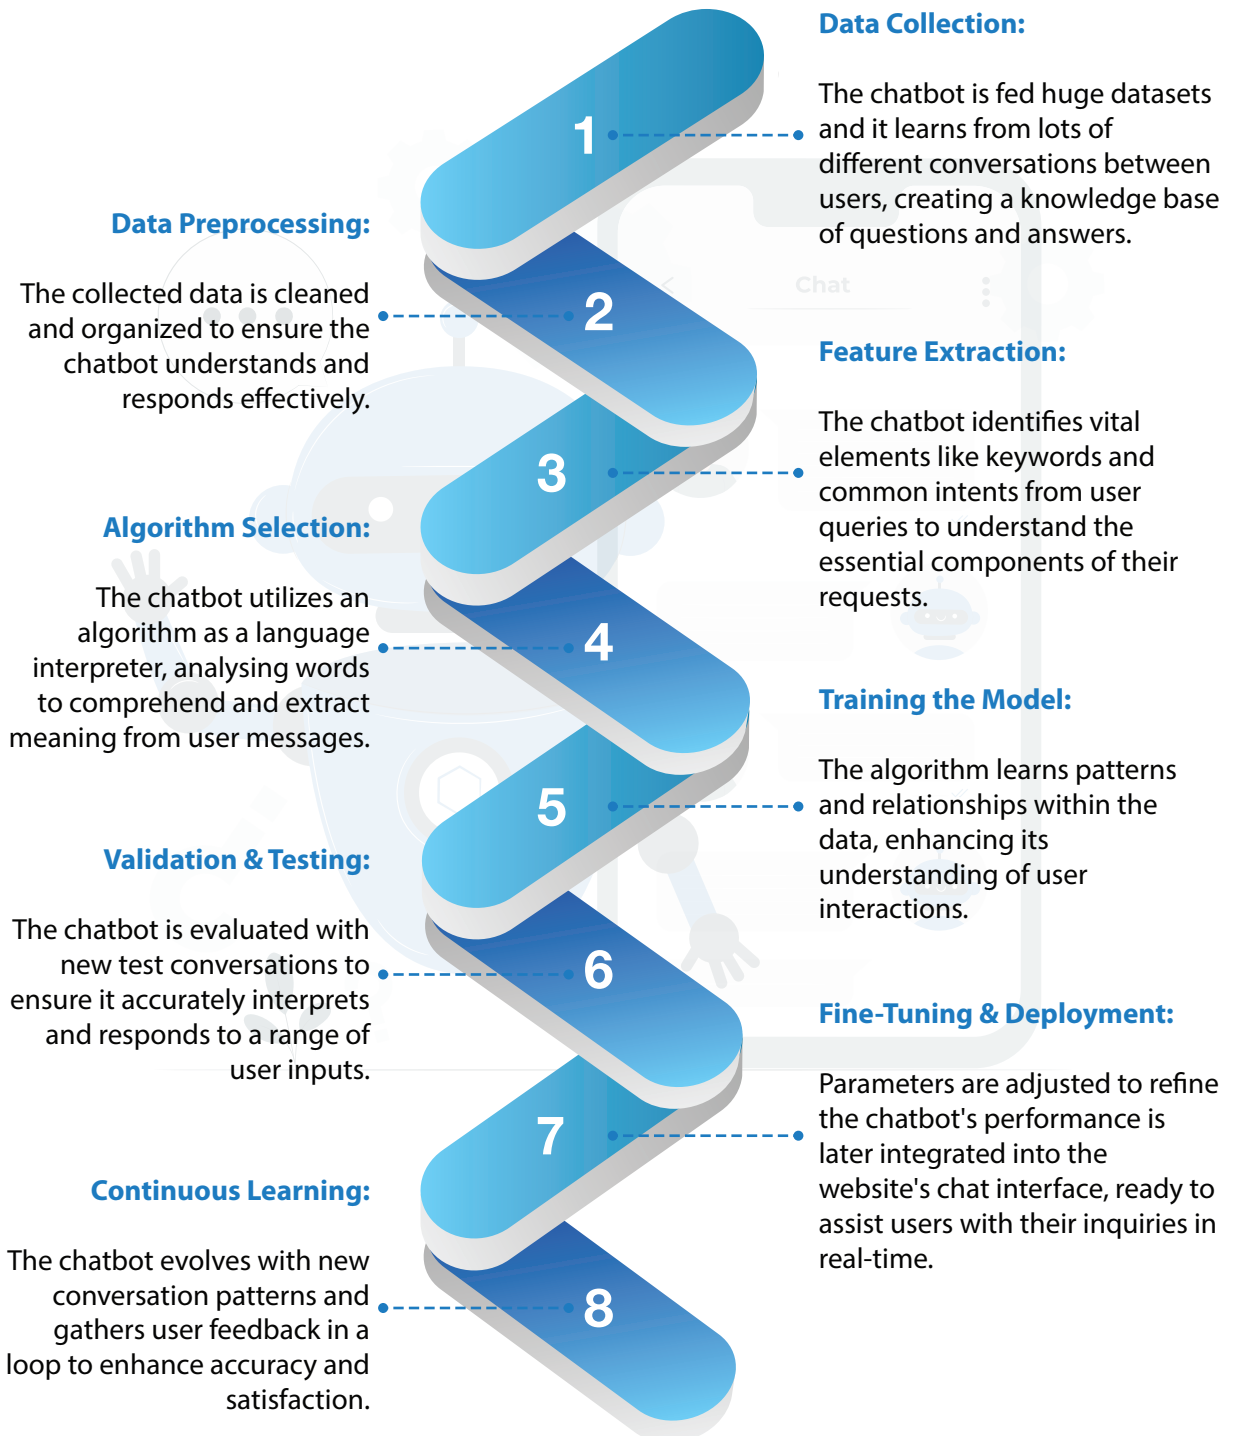 1
Data Collection:
The chatbot is fed huge datasets
and it learns from lots of
different conversations between
users, creating a knowledge base
of questions and answers.
2
Data Preprocessing:
The collected data is cleaned
and organized to ensure the
chatbot understands and
responds effectively.
Chat
3
Feature Extraction:
The chatbot identifies vital
elements like keywords and
common intents from user
queries to understand the
essential components of their
requests.
4
Algorithm Selection:
The chatbot utilizes an
algorithm as a language
interpreter, analysing words
to comprehend and extract
meaning from user messages.
5
Training the Model:
The algorithm learns patterns
and relationships within the
data, enhancing its
understanding of user
interactions.
6
Validation & Testing:
The chatbot is evaluated with
new test conversations to
ensure it accurately interprets
and responds to a range of
user inputs.
7
Fine-Tuning & Deployment:
Parameters are adjusted to refine
the chatbot's performance is
later integrated into the
website's chat interface, ready to
assist users with their inquiries in
real-time.
8
Continuous Learning:
The chatbot evolves with new
conversation patterns and
gathers user feedback in a
loop to enhance accuracy and
satisfaction.